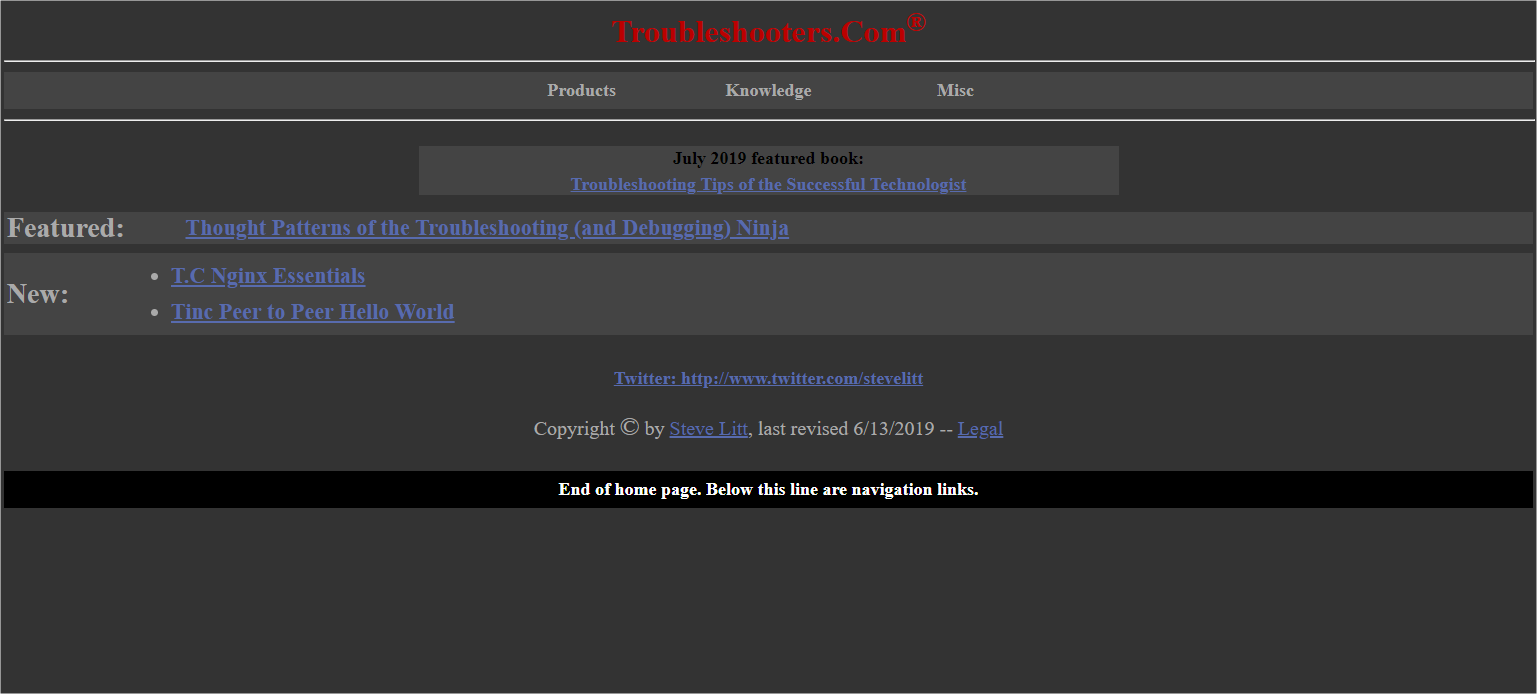 Troubleshooters.Com®
Products Knowledge Misc
July 2019 featured book:
Troubleshooting Tips of the Successful Technologist
Featured: Thought Patterns of the Troubleshooting (and Debugging) Ninja
New:
• T.C Nginx Essentials
• Tinc Peer to Peer Hello World
Twitter: http://www.twitter.com/stevelitt
Copyright © by Steve Litt, last revised 6/13/2019 -- Legal
End of home page. Below this line are navigation links.